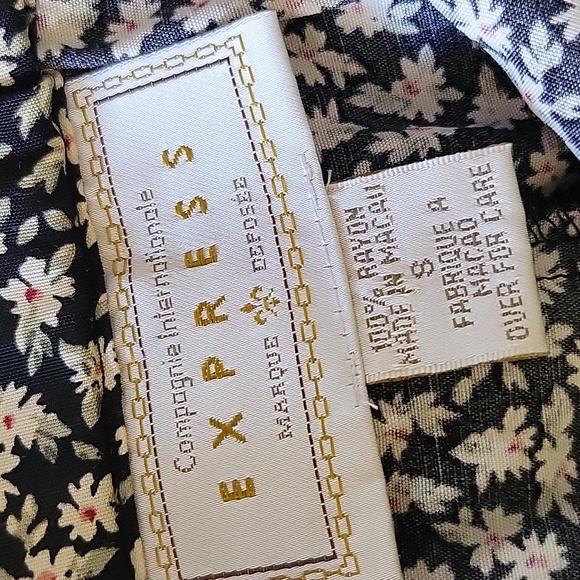 Compagnie Internationale
EXPRESS
MARQUE DEPOSÉE
100% RAYON
MADE IN MACAU
S
FABRIQUE A
MACAO
OVER FOR CARE